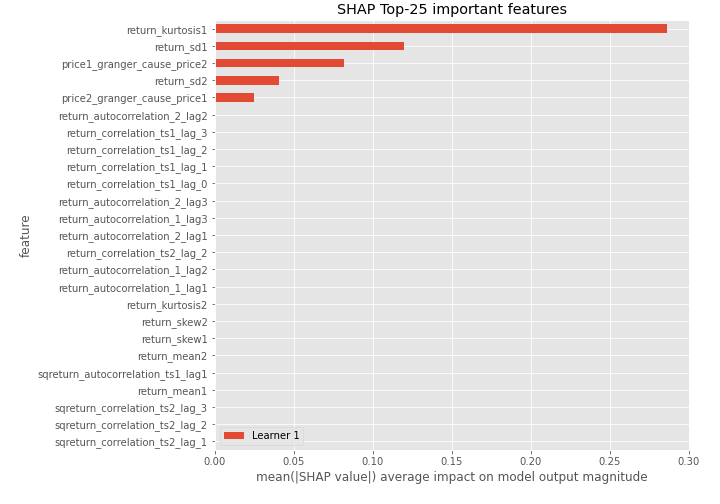 SHAP Top-25 important features
feature
return_kurtosis1
return_sd1
price1_granger_cause_price2
return_sd2
price2_granger_cause_price1
return_autocorrelation_2_lag2
return_correlation_ts1_lag_3
return_correlation_ts1_lag_2
return_correlation_ts1_lag_1
return_correlation_ts1_lag_0
return_autocorrelation_2_lag3
return_autocorrelation_1_lag3
return_autocorrelation_2_lag1
return_correlation_ts2_lag_2
return_autocorrelation_1_lag2
return_autocorrelation_1_lag1
return_kurtosis2
return_skew2
return_skew1
return_mean2
sqreturn_autocorrelation_ts1_lag1
return_mean1
sqreturn_correlation_ts2_lag_3
sqreturn_correlation_ts2_lag_2
sqreturn_correlation_ts2_lag_1
Learner 1
0.00 0.05 0.10 0.15 0.20 0.25 0.30
mean(|SHAP value|) average impact on model output magnitude